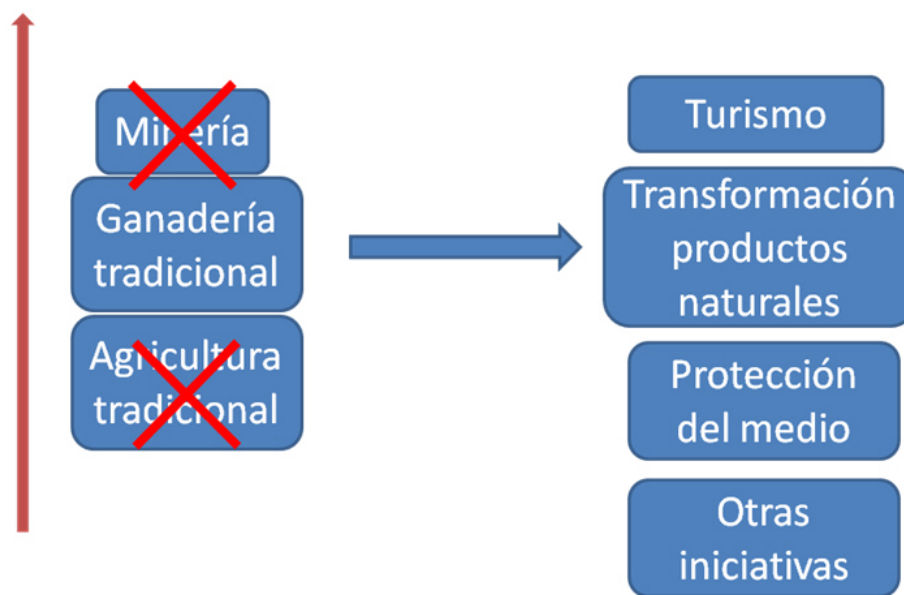 Minería
Ganadería
tradicional
Agricultura
tradicional
Turismo
Transformación
productos
naturales
Protección
del medio
Otras
iniciativas